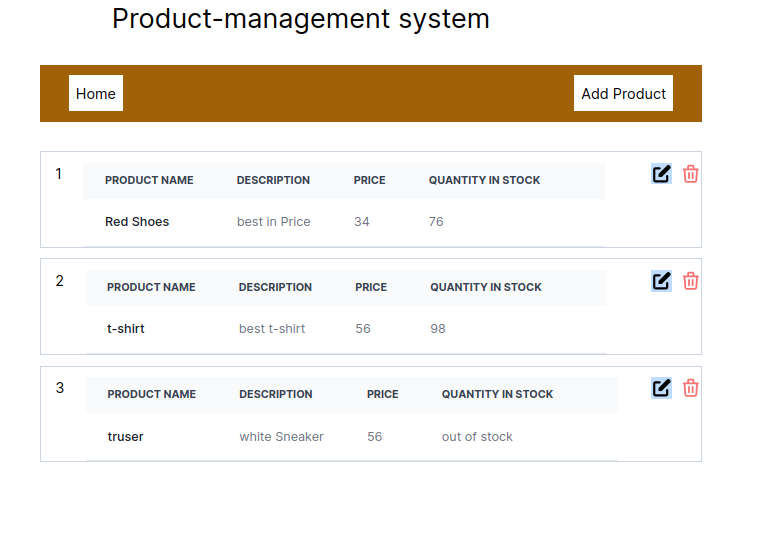 Product-management system
Home Add Product
1 PRODUCT NAME DESCRIPTION PRICE QUANTITY IN STOCK
Red Shoes best in Price 34 76
2 PRODUCT NAME DESCRIPTION PRICE QUANTITY IN STOCK
t-shirt best t-shirt 56 98
3 PRODUCT NAME DESCRIPTION PRICE QUANTITY IN STOCK
truser white Sneaker 56 out of stock